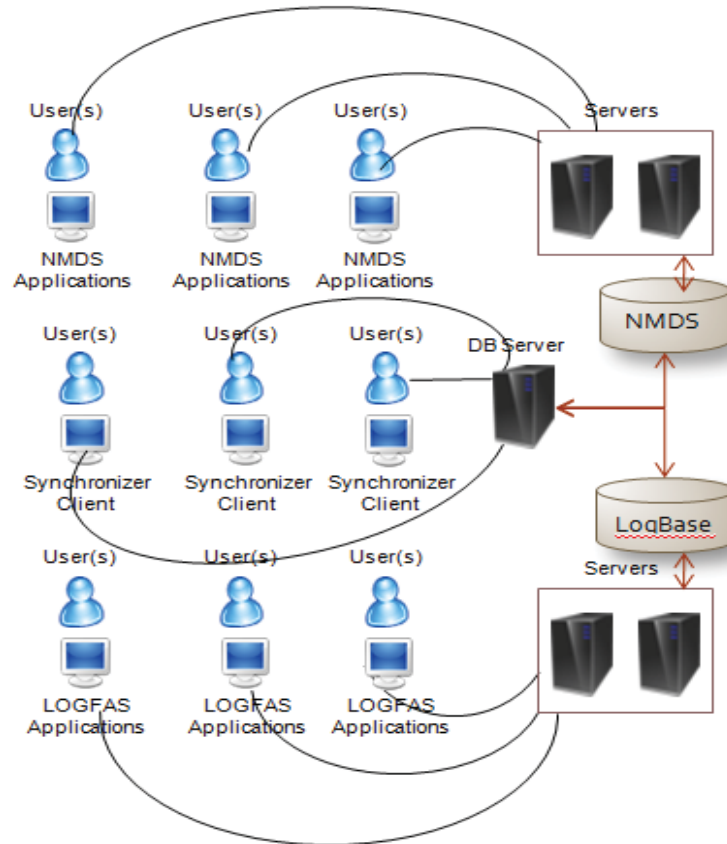 User(s) User(s) User(s) Servers
NMDS NMDS NMDS
Applications Applications Applications
NMDS
User(s) User(s) User(s) DB Server
Synchronizer Synchronizer Synchronizer
Client Client Client
LogBase
User(s) User(s) User(s) Servers
LOGFAS LOGFAS LOGFAS
Applications Applications Applications